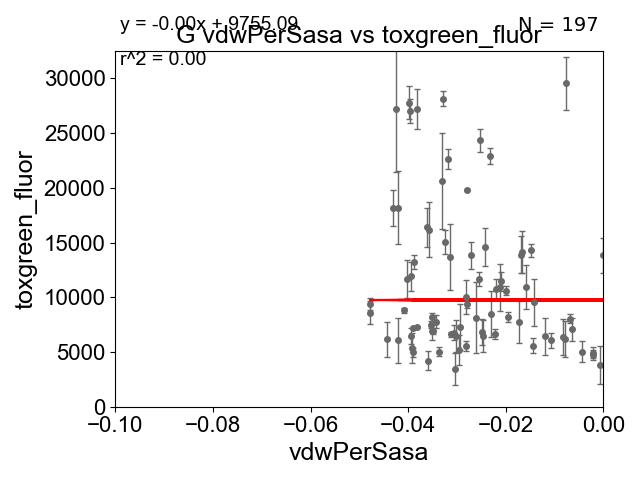 y = -0.00x + 9755.09
N = 197
G vdwPerSasa vs toxgreen_fluor
r^2 = 0.00
30000
25000
20000
15000
10000
5000
0
toxgreen_fluor
−0.10 −0.08 −0.06 −0.04 −0.02 0.00
vdwPerSasa